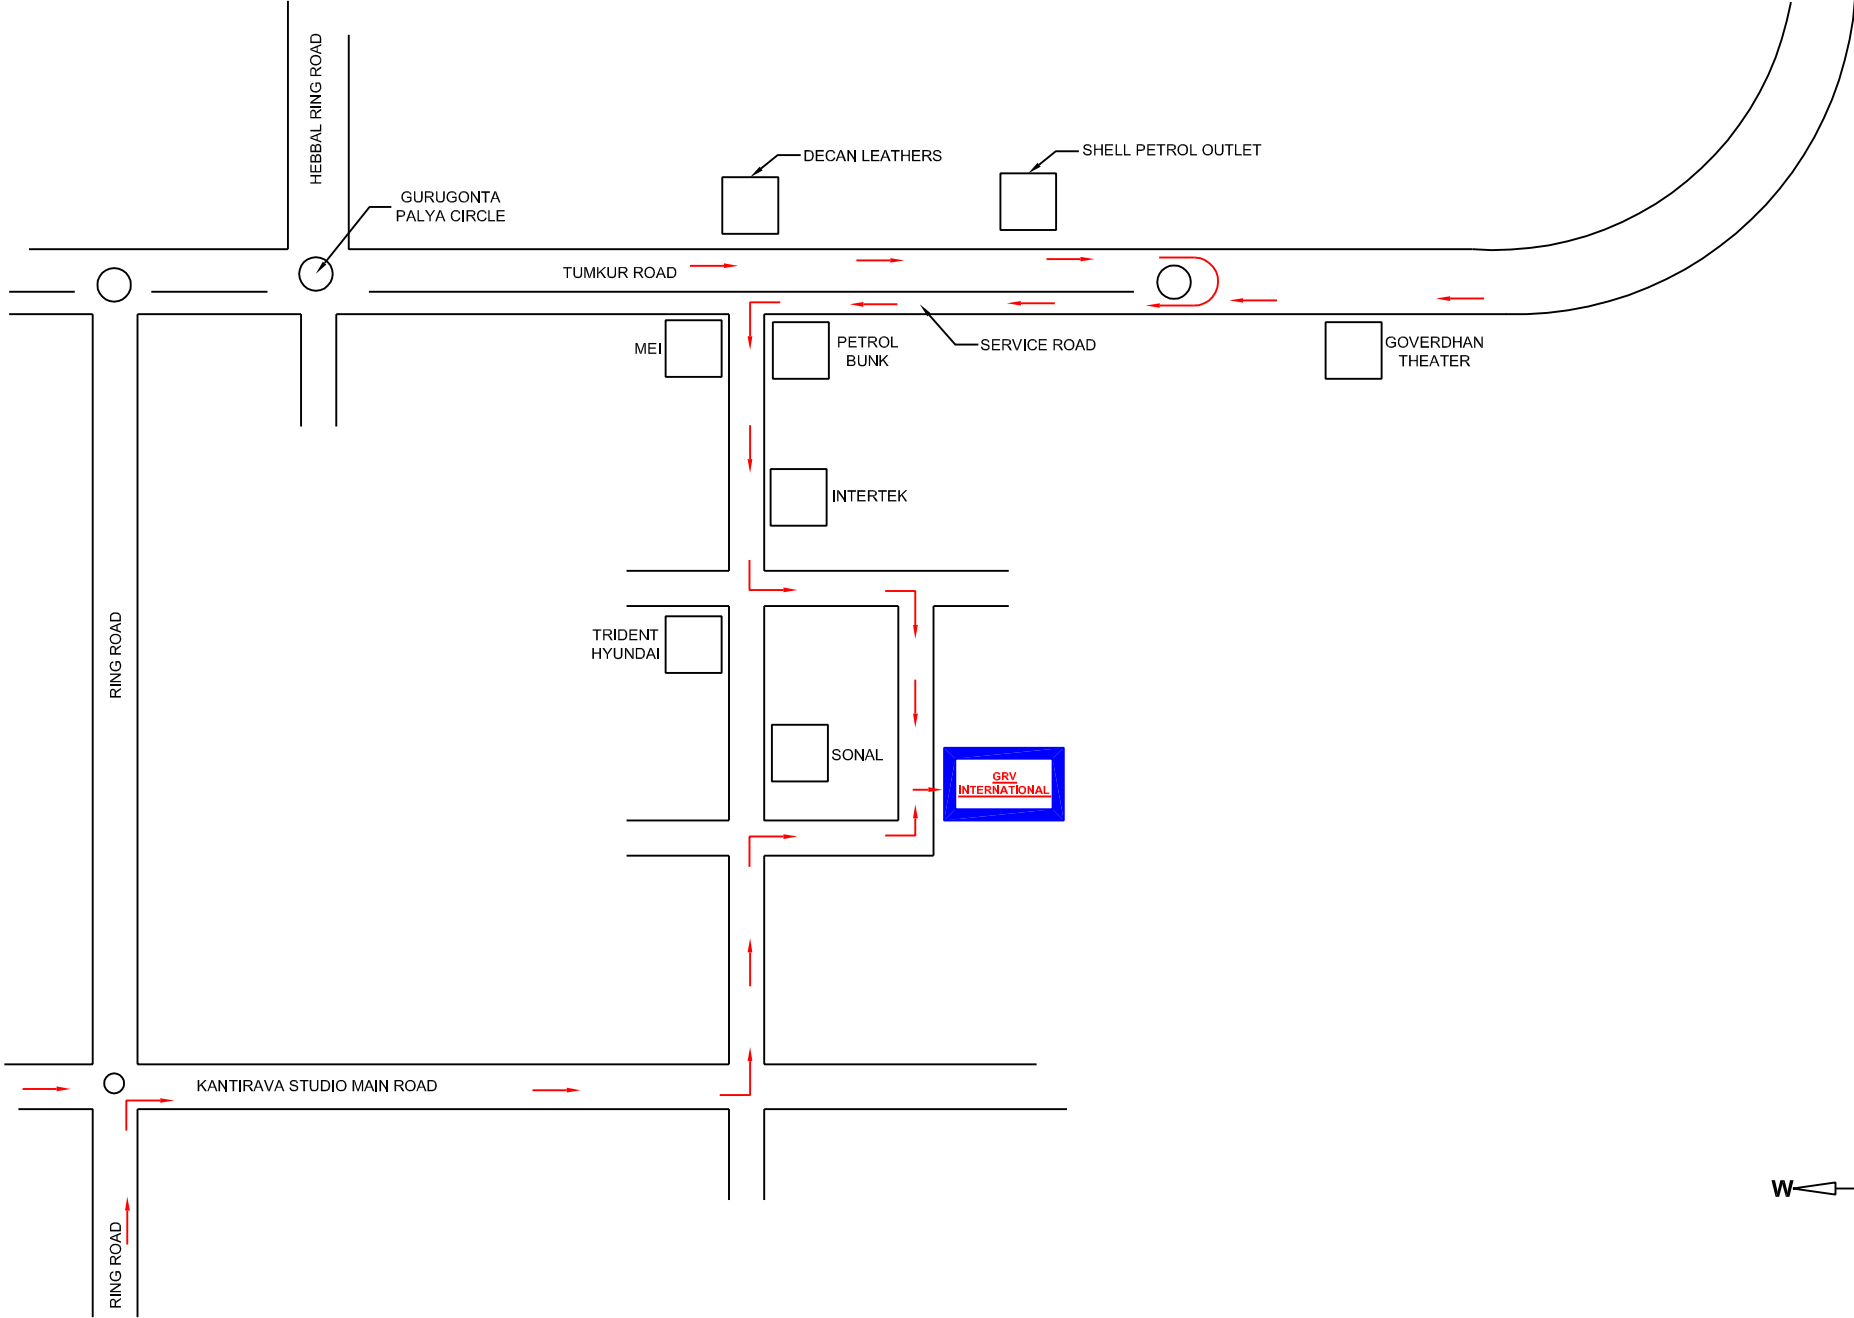 HEBBAL RING ROAD
DECAN LEATHERS
SHELL PETROL OUTLET
GURUGONTA
PALYA CIRCLE
TUMKUR ROAD
MEI
PETROL
BUNK
SERVICE ROAD
GOVERDHAN
THEATER
INTERTEK
RING ROAD
TRIDENT
HYUNDAI
SONAL
GRV
INTERNATIONAL
KANTIRAVA STUDIO MAIN ROAD
RING ROAD
W